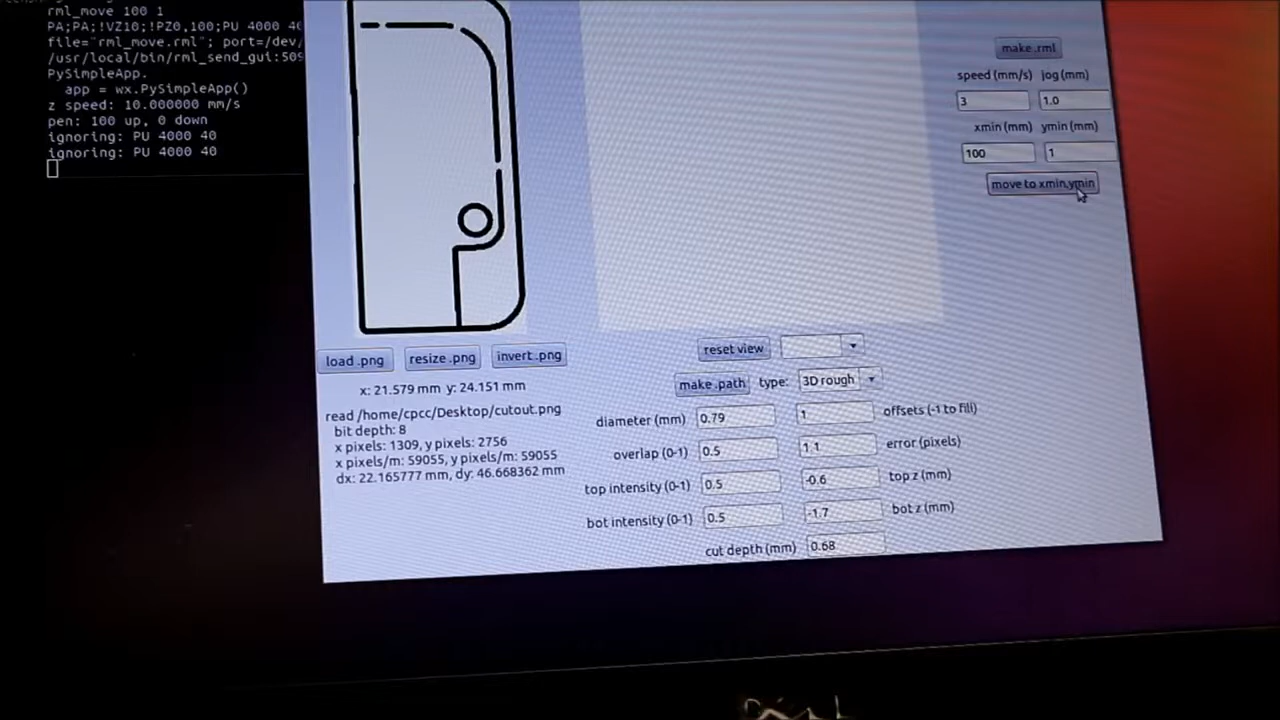 rml_move 100 1
PA;PA;!VZ10;!PZ0,100;PU 4000 40
file="rml_move.rml"; port=/dev/
/usr/local/bin/rml_send_gui:509
PySimpleApp.
app = wx.PySimpleApp()
z speed: 10.000000 mm/s
pen: 100 up, 0 down
ignoring: PU 4000 40
ignoring: PU 4000 40
make .rml
speed (mm/s) jog (mm)
3 1.0
xmin (mm) ymin (mm)
100 1
move to xmin,ymin
load .png resize .png invert .png
x: 21.579 mm y: 24.151 mm
read /home/cpcc/Desktop/cutout.png
bit depth: 8
x pixels: 1309, y pixels: 2756
x pixels/m: 59055, y pixels/m: 59055
dx: 22.165777 mm, dy: 46.668362 mm
reset view
make .path type: 3D rough
diameter (mm) 0.79 1 offsets (-1 to fill)
overlap (0-1) 0.5 1.1 error (pixels)
top intensity (0-1) 0.5 -0.6 top z (mm)
bot intensity (0-1) 0.5 -1.7 bot z (mm)
cut depth (mm) 0.68